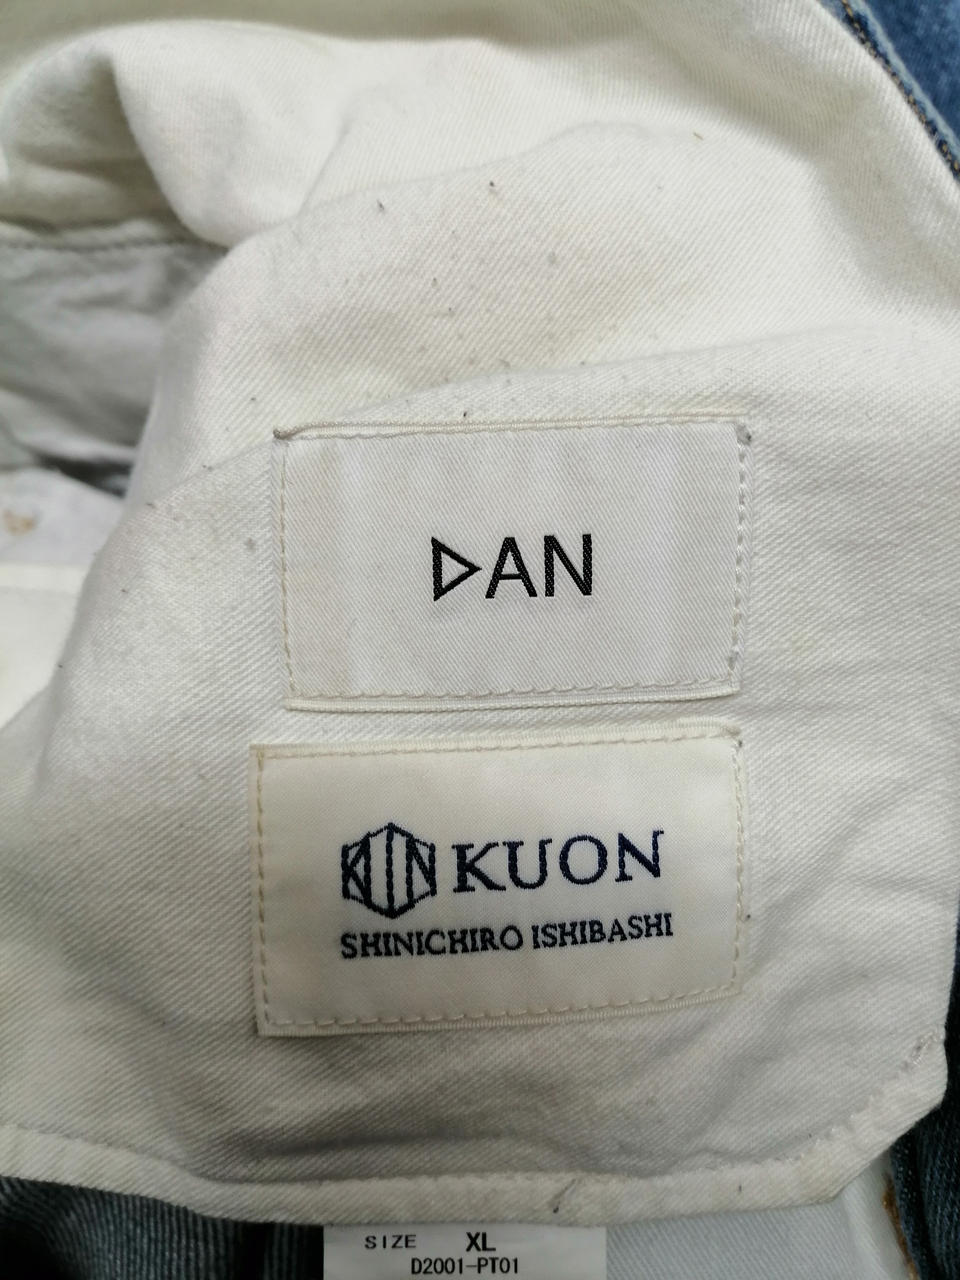 DAN
KUON
SHINICHIRO ISHIBASHI
SIZE XL
D2001-PT01